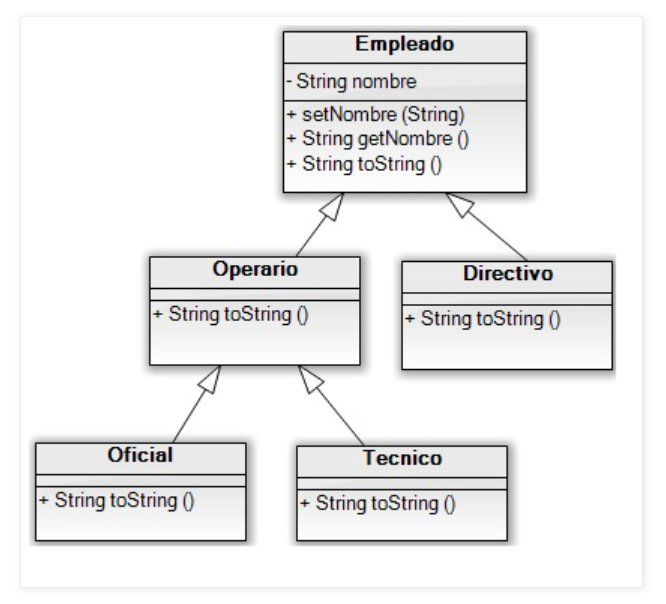 Empleado
- String nombre
+ setNombre (String)
+ String getNombre ()
+ String toString ()
Operario
+ String toString ()
Directivo
+ String toString ()
Oficial
+ String toString ()
Tecnico
+ String toString ()